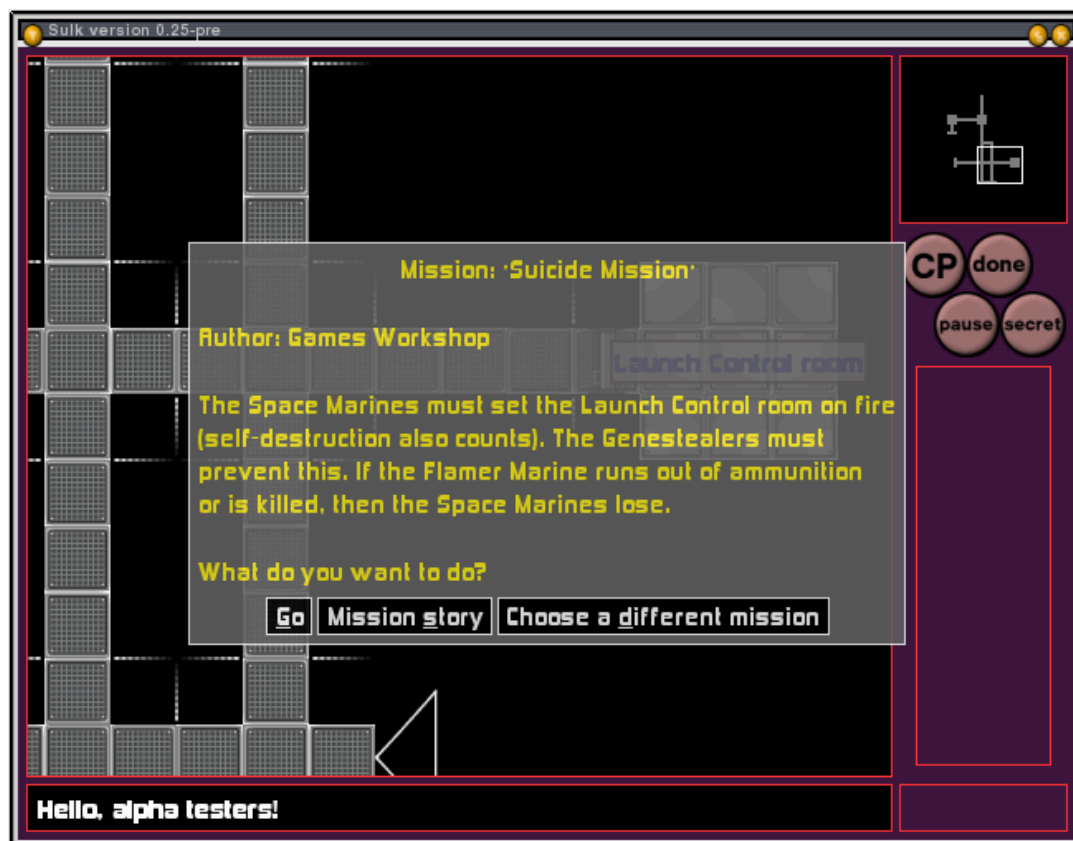 Sulk version 0.25-pre
Mission: 'Suicide Mission'
Author: Games Workshop
Launch Control room
The Space Marines must set the Launch Control room on fire
(self-destruction also counts). The Genestealers must
prevent this. If the Flamer Marine runs out of ammunition
or is killed, then the Space Marines lose.
What do you want to do?
Go Mission story Choose a different mission
CP done
pause secret
Hello, alpha testers!